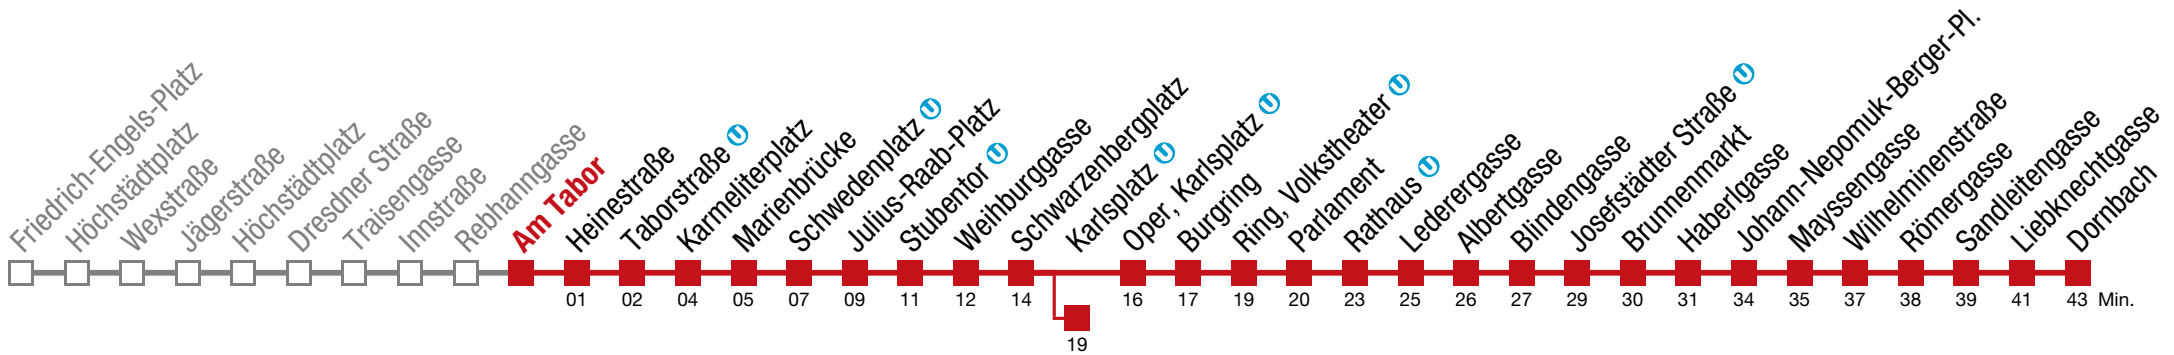 Friedrich-Engels-Platz
Höchstädtplatz
Wexstraße
Jägerstraße
Höchstädtplatz
Dresdner Straße
Traisengasse
Innstraße
Rebhanngasse
Am Tabor
Heinestraße
Taborstraße U
Karmeliterplatz
Marienbrücke
Schwedenplatz U
Julius-Raab-Platz
Stubentor U
Weihburggasse
Schwarzenbergplatz
Karlsplatz U
Oper, Karlsplatz U
Burgring
Ring, Volkstheater U
Parlament
Rathaus U
Lederergasse
Albertgasse
Blindengasse
Josefstädter Straße U
Brunnenmarkt
Haberlgasse
Johann-Nepomuk-Berger-Pl.
Mayssengasse
Wilhelminenstraße
Römergasse
Sandleitengasse
Liebknechtgasse
Dornbach
01 02 04 05 07 09 11 12 14 16 17 19 20 23 25 26 27 29 30 31 34 35 37 38 39 41 43 Min.
19